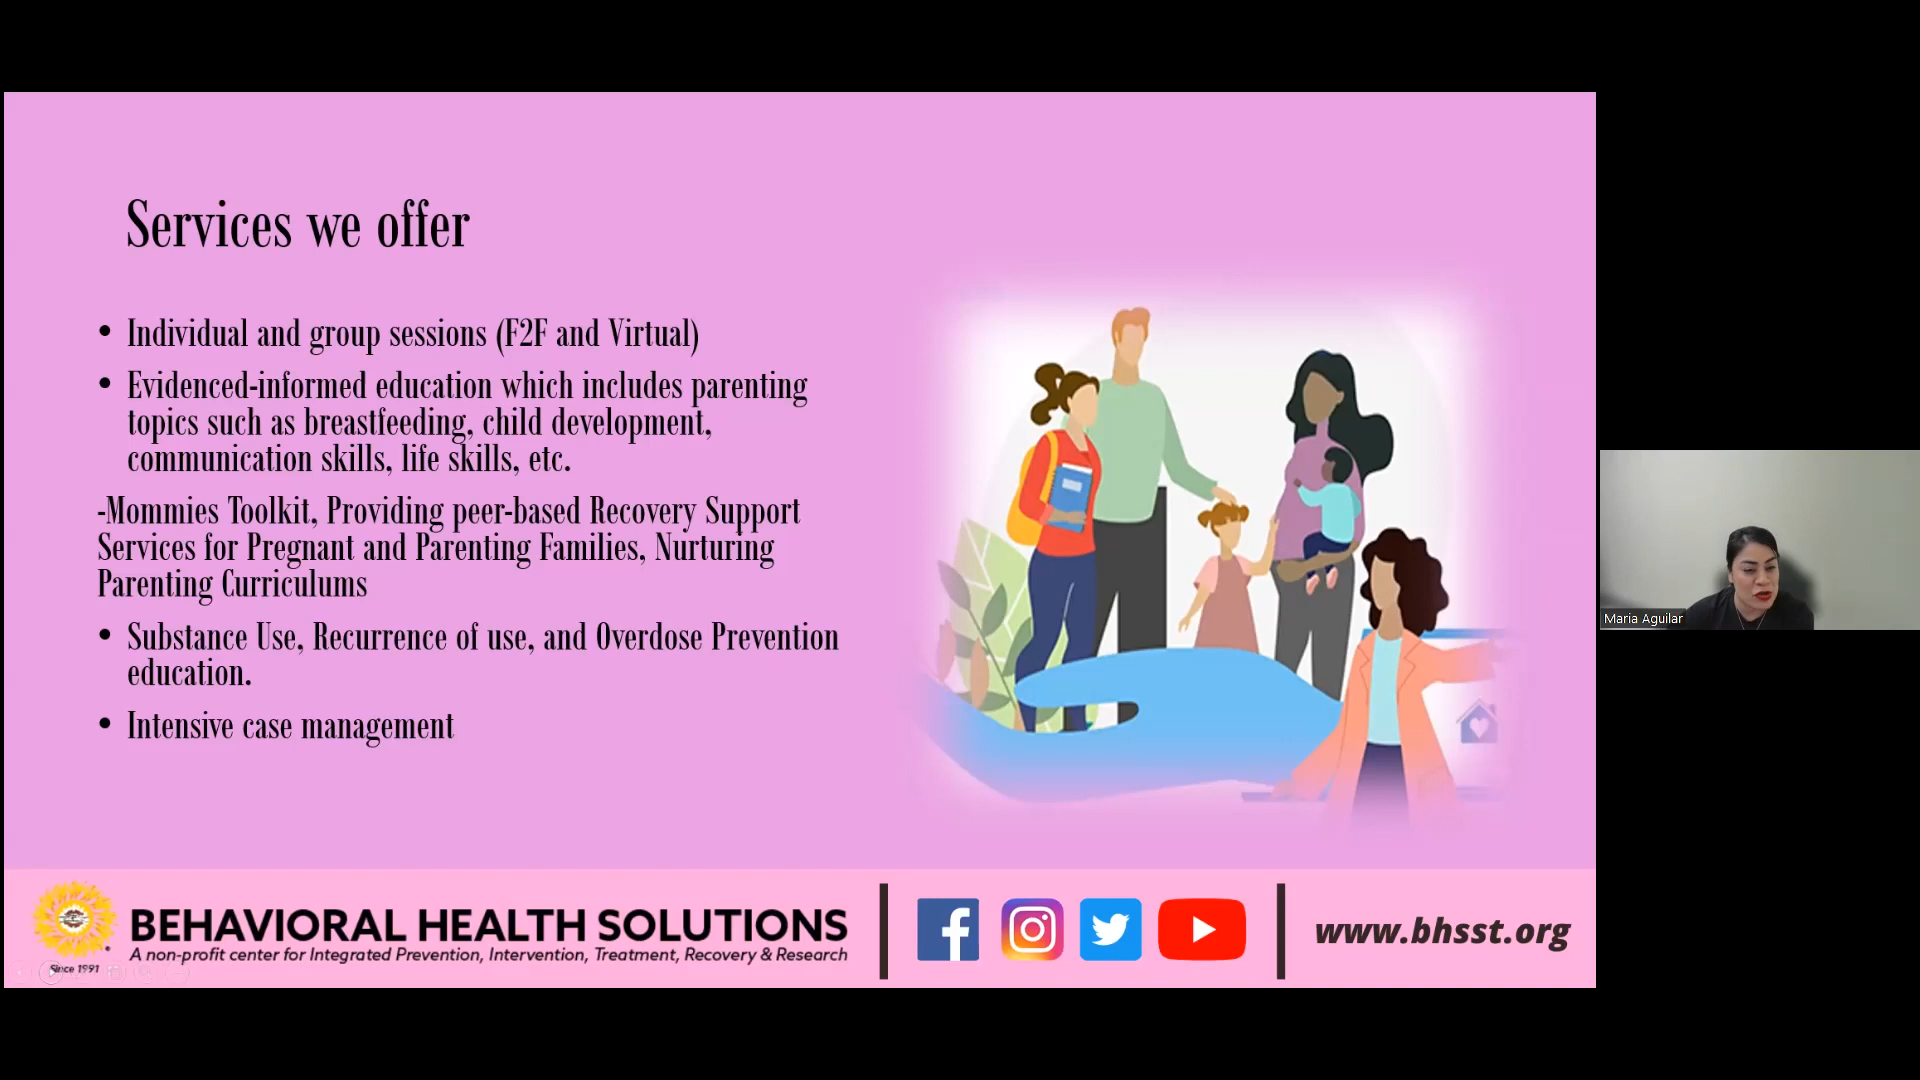 Services we offer
• Individual and group sessions (F2F and Virtual)
• Evidenced-informed education which includes parenting
topics such as breastfeeding, child development,
communication skills, life skills, etc.
-Mommies Toolkit, Providing peer-based Recovery Support
Services for Pregnant and Parenting Families, Nurturing
Parenting Curriculums
• Substance Use, Recurrence of use, and Overdose Prevention
education.
• Intensive case management
Maria Aguilar
BEHAVIORAL HEALTH SOLUTIONS
A non-profit center for Integrated Prevention, Intervention, Treatment, Recovery & Research
Since 1991
www.bhsst.org